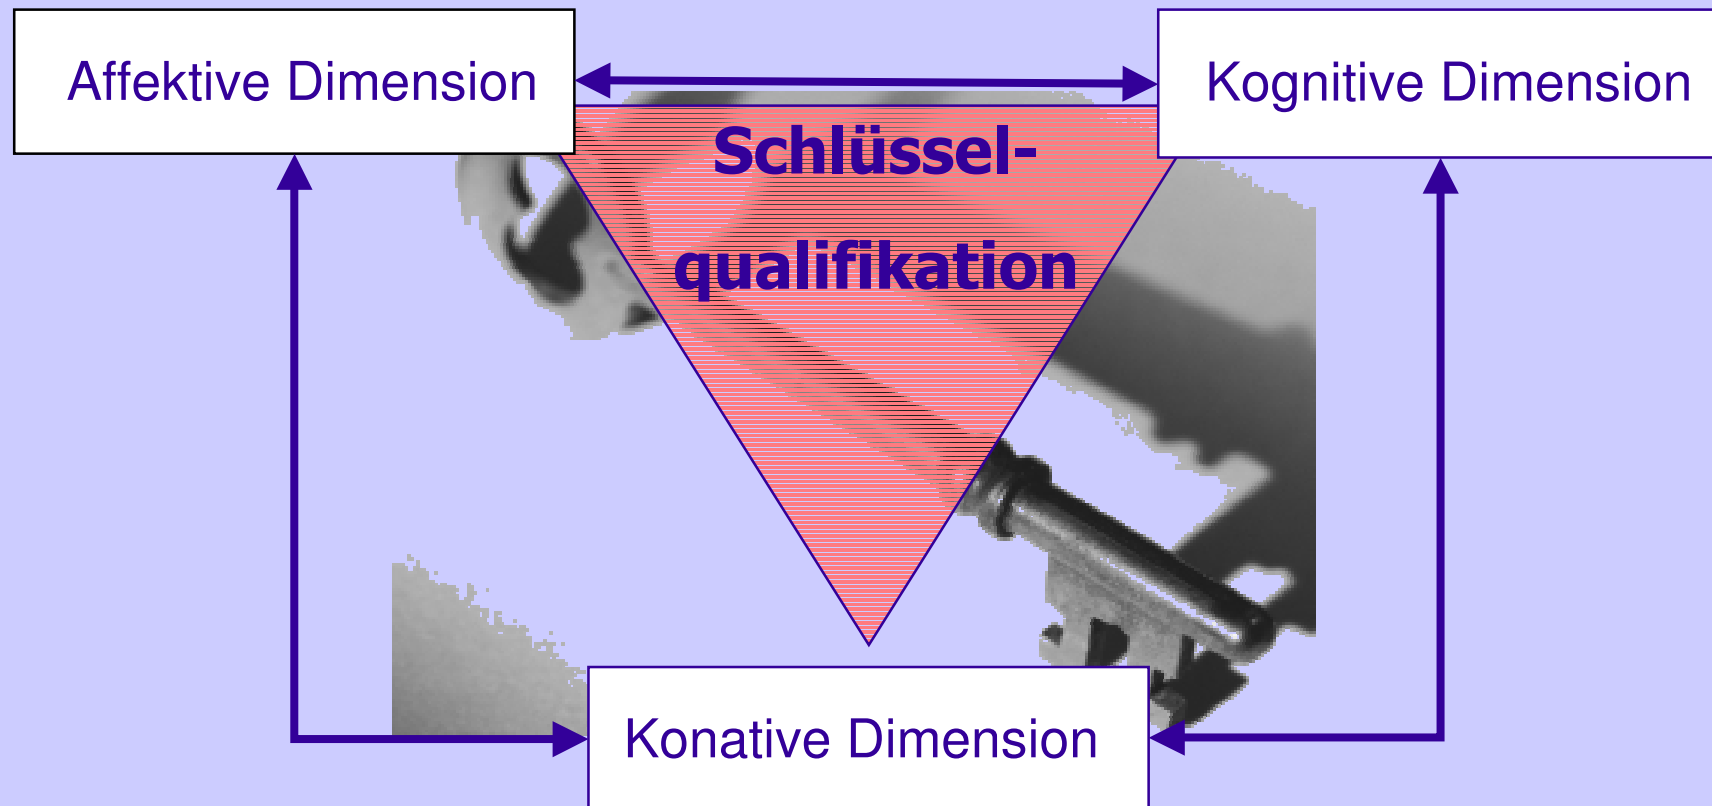 Affektive Dimension
Kognitive Dimension
Schlüssel-
qualifikation
Konative Dimension